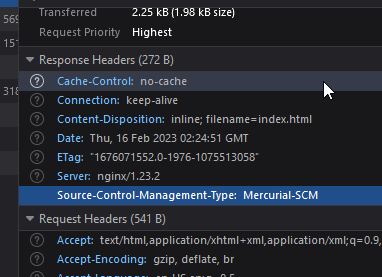 Transferred 2.25 kB (1.98 kB size)
569
Request Priority Highest
151
Response Headers (272 B)
Cache-Control: no-cache
318
Connection: keep-alive
Content-Disposition: inline; filename=index.html
Date: Thu, 16 Feb 2023 02:24:51 GMT
ETag: "1676071552.0-1976-1075513058"
Server: nginx/1.23.2
Source-Control-Management-Type: Mercurial-SCM
Request Headers (541 B)
Accept: text/html,application/xhtml+xml,application/xml;q=0.9,
Accept-Encoding: gzip, deflate, br